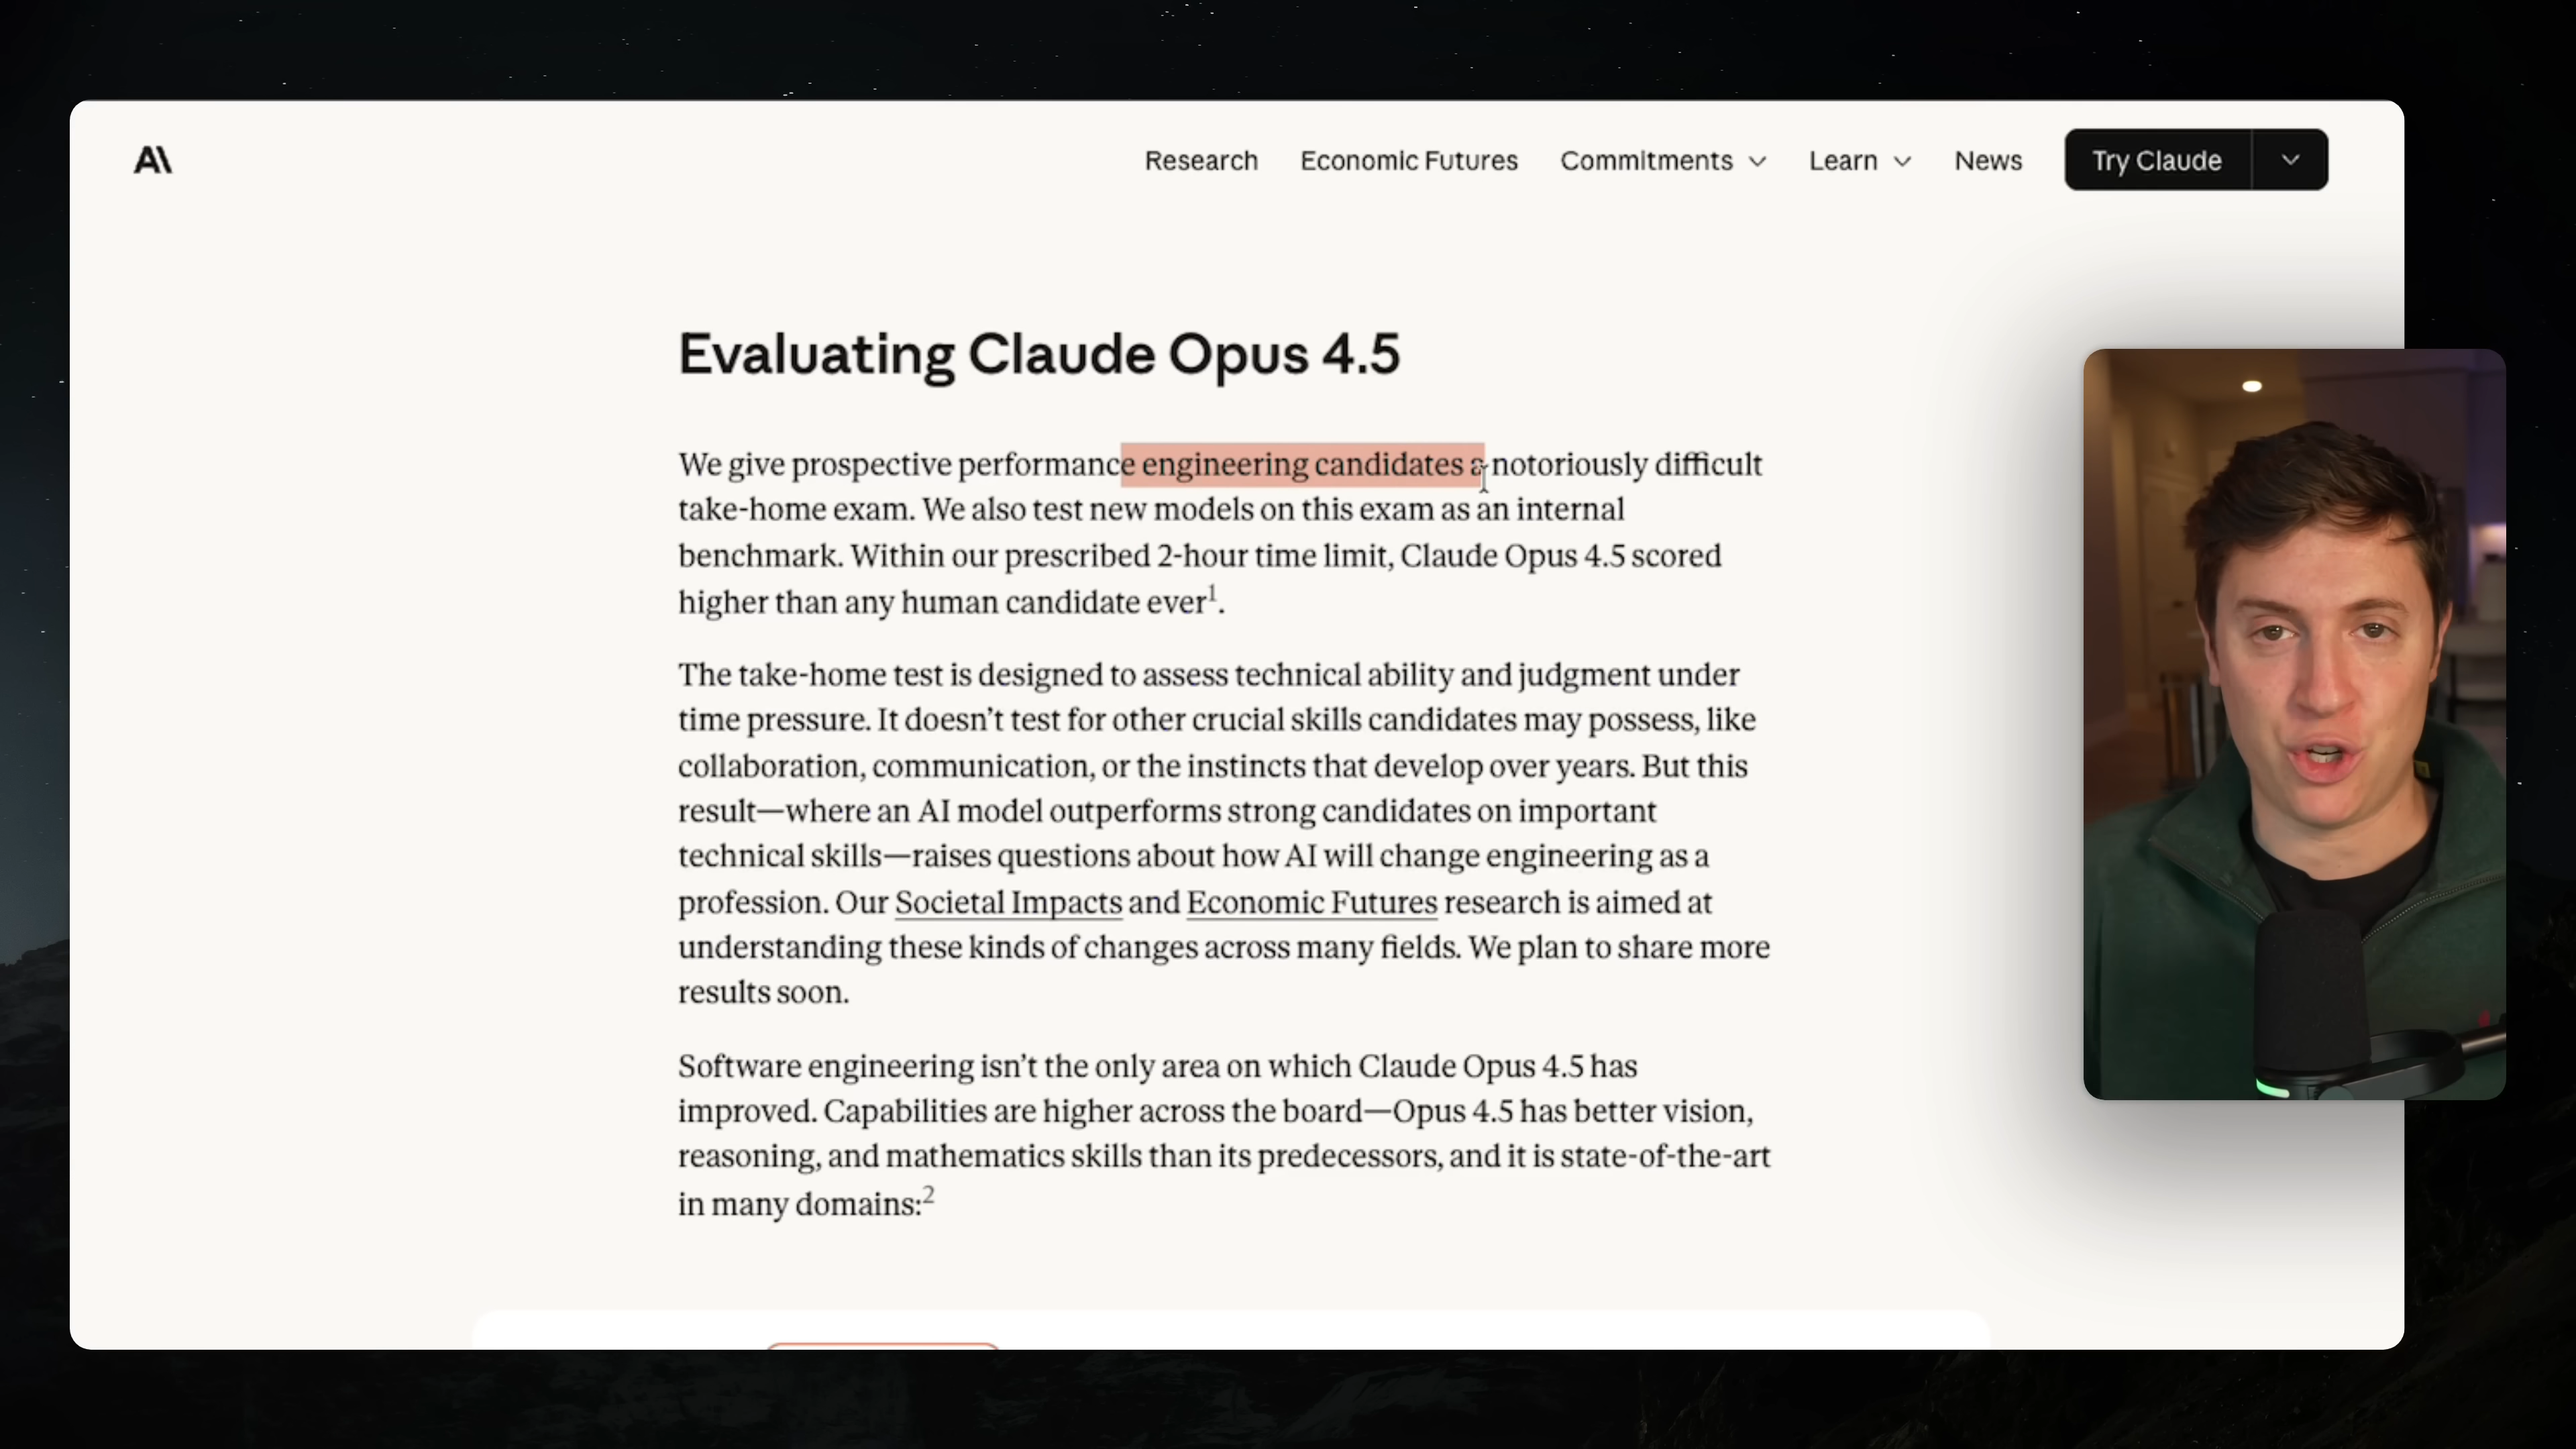 A\
Research Economic Futures Commitments Learn News Try Claude
Evaluating Claude Opus 4.5
We give prospective performance engineering candidates a notoriously difficult
take-home exam. We also test new models on this exam as an internal
benchmark. Within our prescribed 2-hour time limit, Claude Opus 4.5 scored
higher than any human candidate ever¹.
The take-home test is designed to assess technical ability and judgment under
time pressure. It doesn’t test for other crucial skills candidates may possess, like
collaboration, communication, or the instincts that develop over years. But this
result—where an AI model outperforms strong candidates on important
technical skills—raises questions about how AI will change engineering as a
profession. Our Societal Impacts and Economic Futures research is aimed at
understanding these kinds of changes across many fields. We plan to share more
results soon.
Software engineering isn’t the only area on which Claude Opus 4.5 has
improved. Capabilities are higher across the board—Opus 4.5 has better vision,
reasoning, and mathematics skills than its predecessors, and it is state-of-the-art
in many domains:²